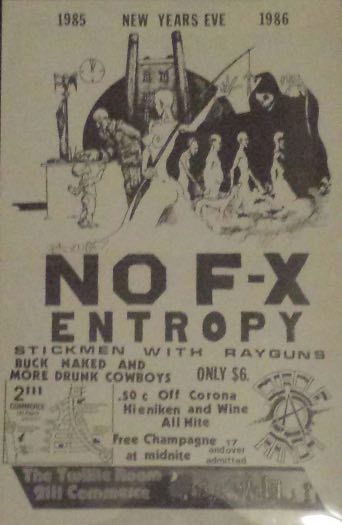 1985 NEW YEARS EVE 1986
NO F-X
ENTROPY
STICKMEN WITH RAYGUNS
BUCK NAKED AND
MORE DRUNK COWBOYS ONLY $6.
2111
COMMERCE
.50 ¢ Off Corona
Hieniken and Wine
All Nite
Free Champagne
at midnite
17
and over
admitted
The Twilite Room
2111 Commerce